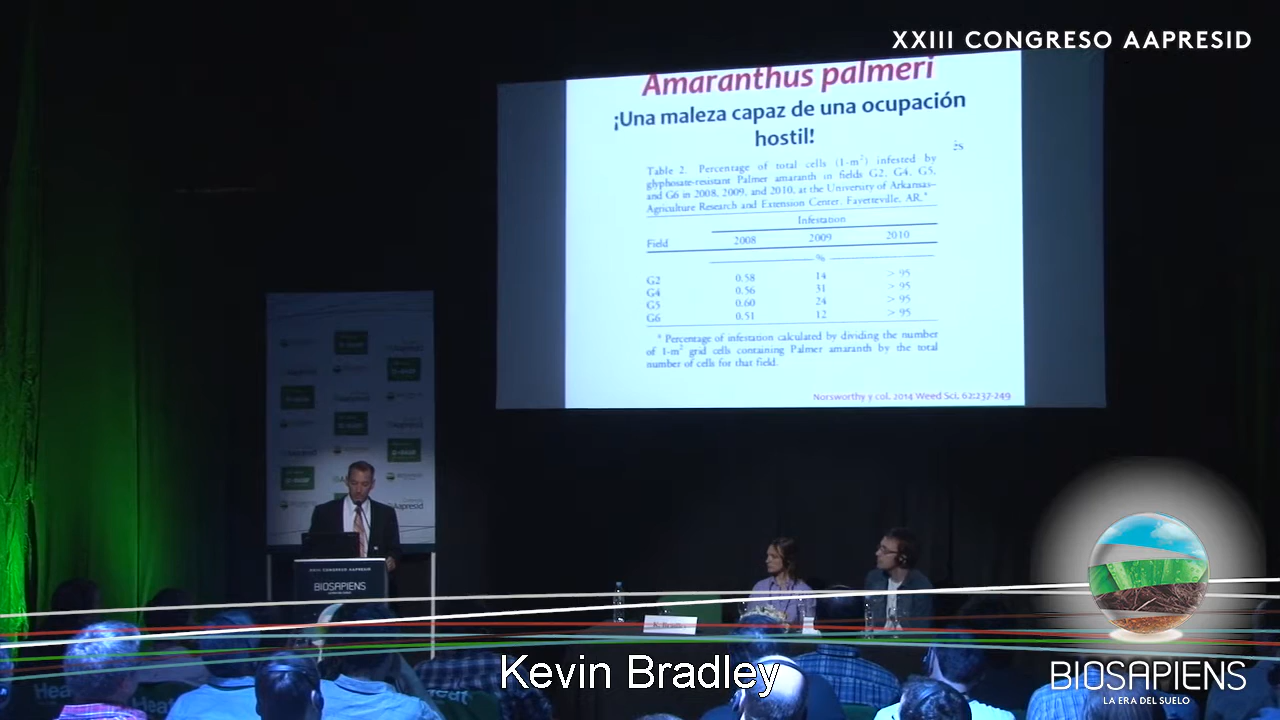 XXIII CONGRESO AAPRESID
Amaranthus palmeri
¡Una maleza capaz de una ocupación
hostil!
Table 2. Percentage of total cells (1-m²) infested by
glyphosate-resistant Palmer amaranth in fields G2, G4, G5,
and G6 in 2008, 2009, and 2010, at the University of Arkansas–
Agriculture Research and Extension Center, Fayetteville, AR.ᵃ
Infestation
Field 2008 2009 2010
%
G2 0.58 14 > 95
G4 0.56 31 > 95
G5 0.60 24 > 95
G6 0.51 12 > 95
ᵃ Percentage of infestation calculated by dividing the number
of 1-m² grid cells containing Palmer amaranth by the total
number of cells for that field.
Norsworthy y col, 2014 Weed Sci, 62:237-249
Aapresid
XXIII CONGRESO AAPRESID
BIOSAPIENS
K. Bradley
Kevin Bradley
BIOSAPIENS
LA ERA DEL SUELO